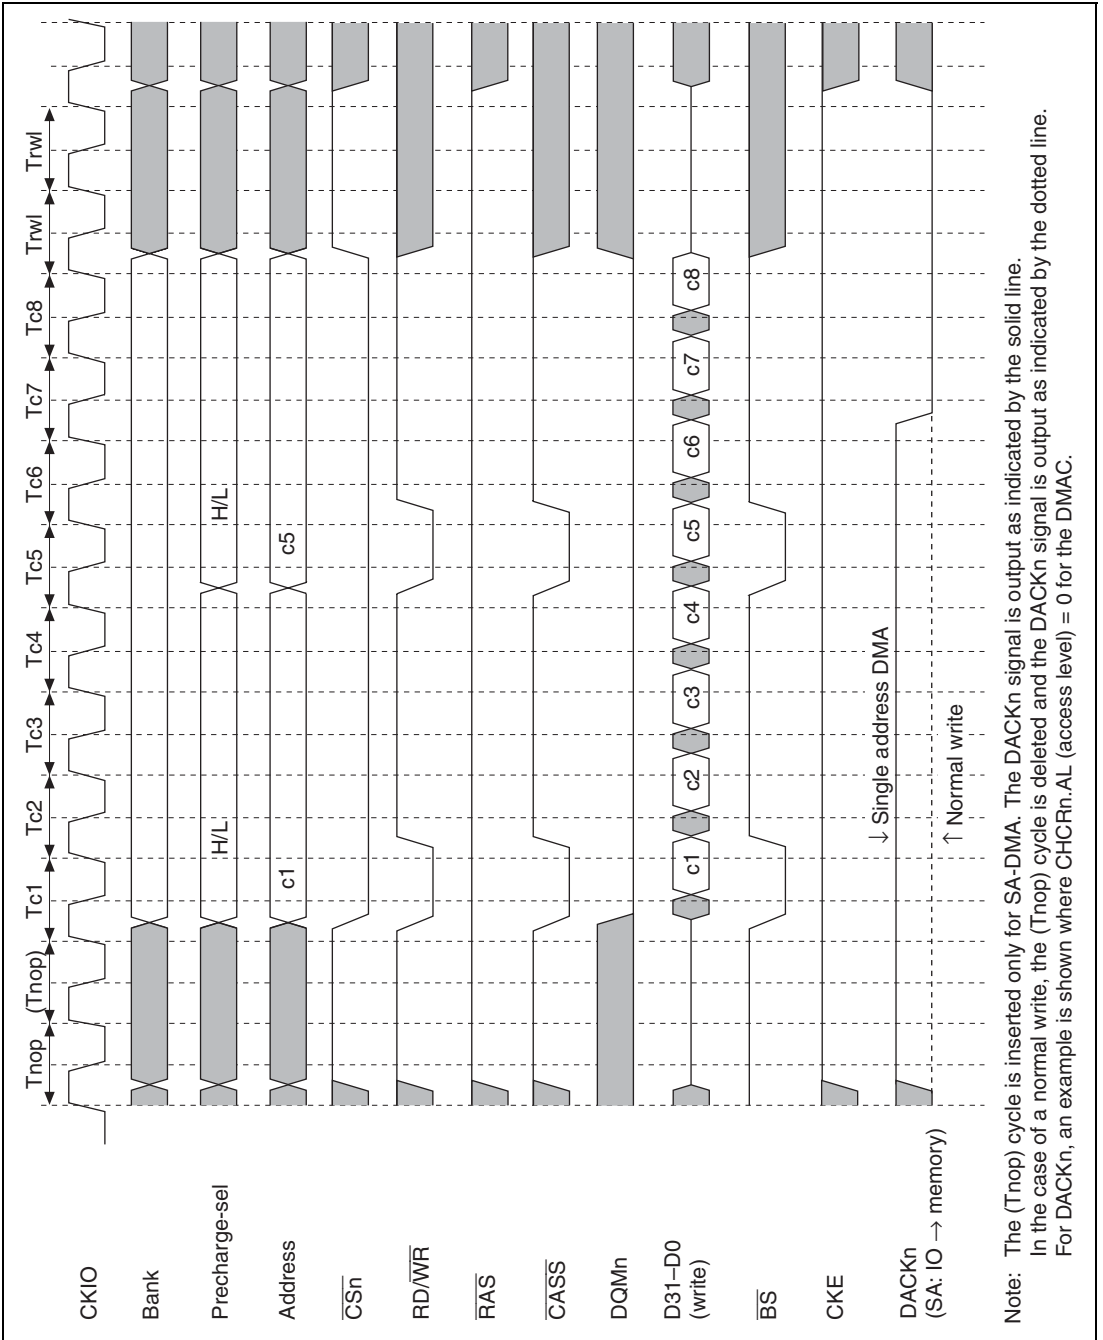 Tnop (Tnop) Tc1 Tc2 Tc3 Tc4 Tc5 Tc6 Tc7 Tc8 Trwl Trwl
CKIO
Bank
Precharge-sel H/L H/L
Address c1 c5
CSn
RD/WR
RAS
CASS
DQMn
D31–D0
(write) c1 c2 c3 c4 c5 c6 c7 c8
BS
CKE
↓ Single address DMA
DACKn
(SA: IO → memory)
↑ Normal write
Note: The (Tnop) cycle is inserted only for SA-DMA. The DACKn signal is output as indicated by the solid line.
In the case of a normal write, the (Tnop) cycle is deleted and the DACKn signal is output as indicated by the dotted line.
For DACKn, an example is shown where CHCRn.AL (access level) = 0 for the DMAC.